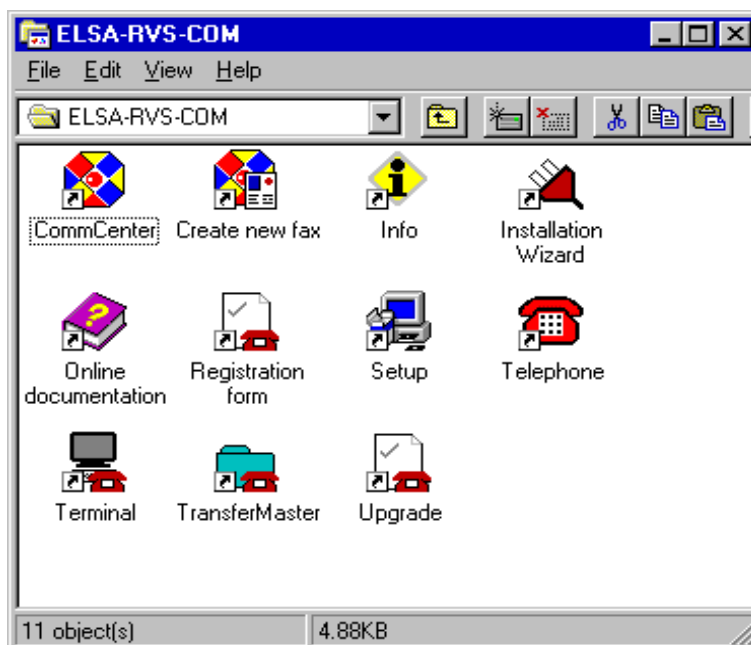 ELSA-RVS-COM
File Edit View Help
ELSA-RVS-COM
CommCenter Create new fax Info Installation
Wizard
Online Registration Setup Telephone
documentation form
Terminal TransferMaster Upgrade
11 object(s) 4.88KB